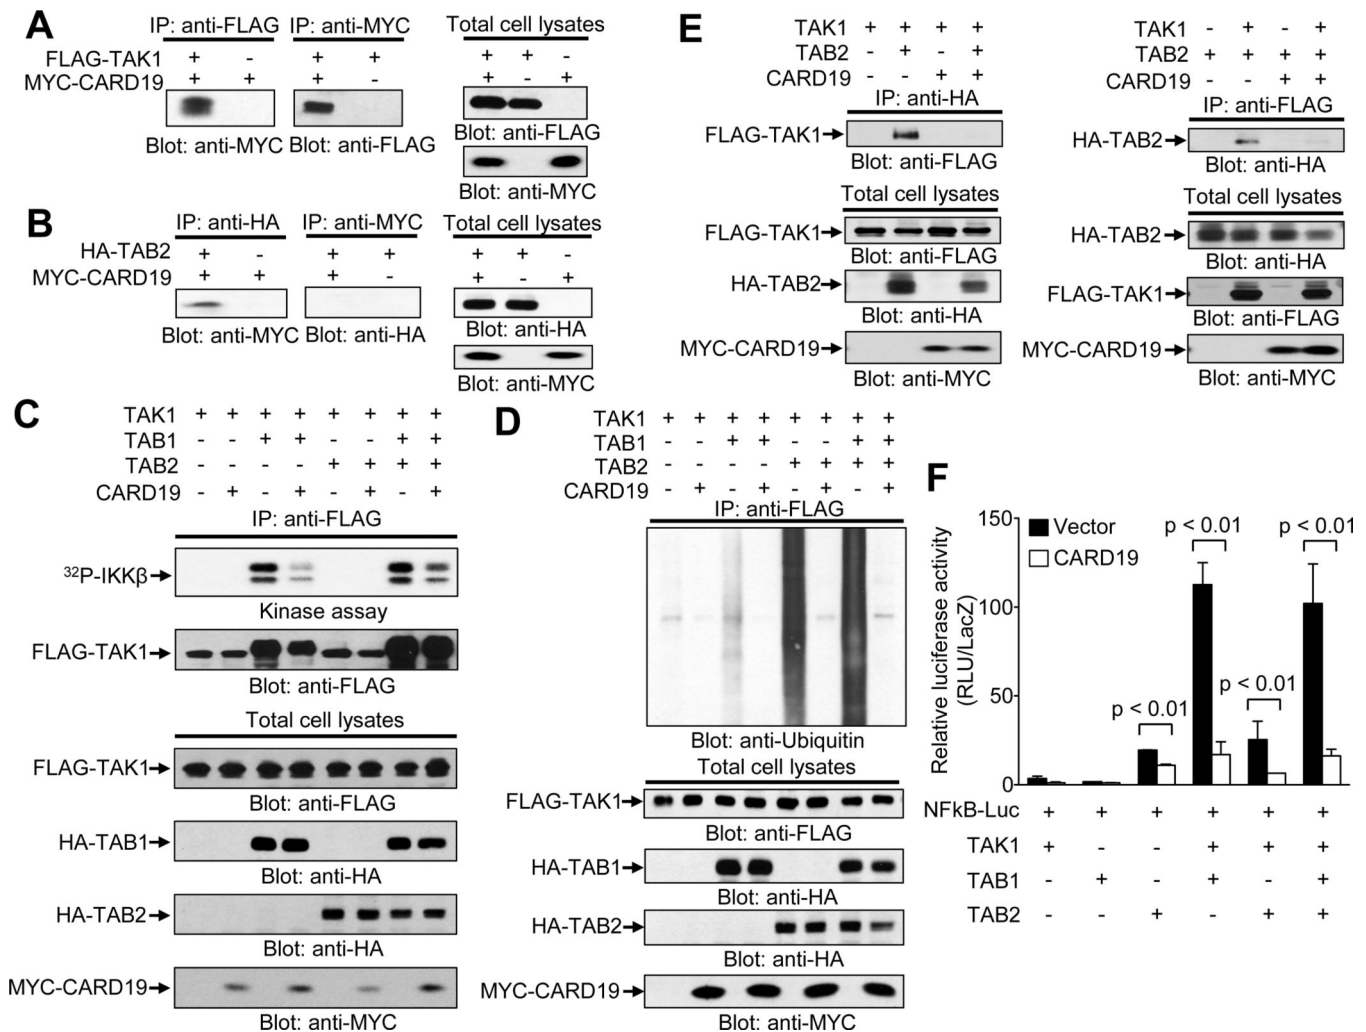 A
IP: anti-FLAG IP: anti-MYC Total cell lysates
FLAG-TAK1 + - + + + + -
MYC-CARD19 + + + - + - +
Blot: anti-MYC Blot: anti-FLAG Blot: anti-FLAG
Blot: anti-MYC
B
IP: anti-HA IP: anti-MYC Total cell lysates
HA-TAB2 + - + + + + -
MYC-CARD19 + + + - + - +
Blot: anti-MYC Blot: anti-HA Blot: anti-HA
Blot: anti-MYC
C
TAK1 + + + + + + + +
TAB1 - - + + - - + +
TAB2 - - - - + + + +
CARD19 - + - + - + - +
IP: anti-FLAG
32P-IKKβ
Kinase assay
FLAG-TAK1
Blot: anti-FLAG
Total cell lysates
FLAG-TAK1
Blot: anti-FLAG
HA-TAB1
Blot: anti-HA
HA-TAB2
Blot: anti-HA
MYC-CARD19
Blot: anti-MYC
D
TAK1 + + + + + + + +
TAB1 - - + + - - + +
TAB2 - - - - + + + +
CARD19 - + - + - + - +
IP: anti-FLAG
Blot: anti-Ubiquitin
Total cell lysates
FLAG-TAK1
Blot: anti-FLAG
HA-TAB1
Blot: anti-HA
HA-TAB2
Blot: anti-HA
MYC-CARD19
Blot: anti-MYC
E
TAK1 + + + +
TAB2 - + - +
CARD19 - - + +
IP: anti-HA
FLAG-TAK1
Blot: anti-FLAG
Total cell lysates
FLAG-TAK1
Blot: anti-FLAG
HA-TAB2
Blot: anti-HA
MYC-CARD19
Blot: anti-MYC
TAK1 - + - +
TAB2 + + + +
CARD19 - - + +
IP: anti-FLAG
HA-TAB2
Blot: anti-HA
Total cell lysates
HA-TAB2
Blot: anti-HA
FLAG-TAK1
Blot: anti-FLAG
MYC-CARD19
Blot: anti-MYC
F
Relative luciferase activity
(RLU/LacZ)
150
100
50
0
Vector
CARD19
p < 0.01
p < 0.01
p < 0.01
p < 0.01
NFkB-Luc + + + + + +
TAK1 + - - + + +
TAB1 - + - + - +
TAB2 - - + - + +